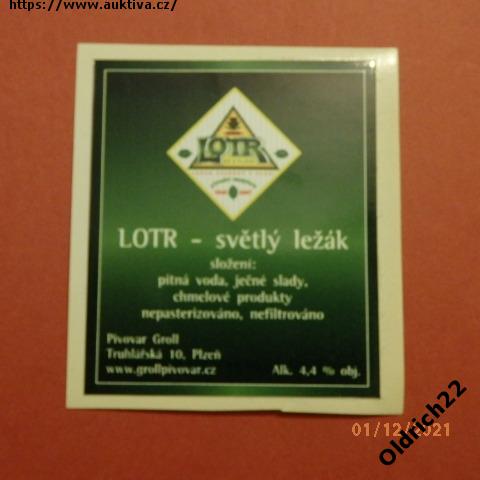 https://www.auktiva.cz/
LOTR
LOTR - světlý ležák
složení:
pitná voda, ječné slady,
chmelové produkty
nepasterizováno, nefiltrováno
Pivovar Groll
Truhlářská 10, Plzeň
www.grollpivovar.cz
Alk. 4,4 % obj.
01/12/2021
Oldrich22